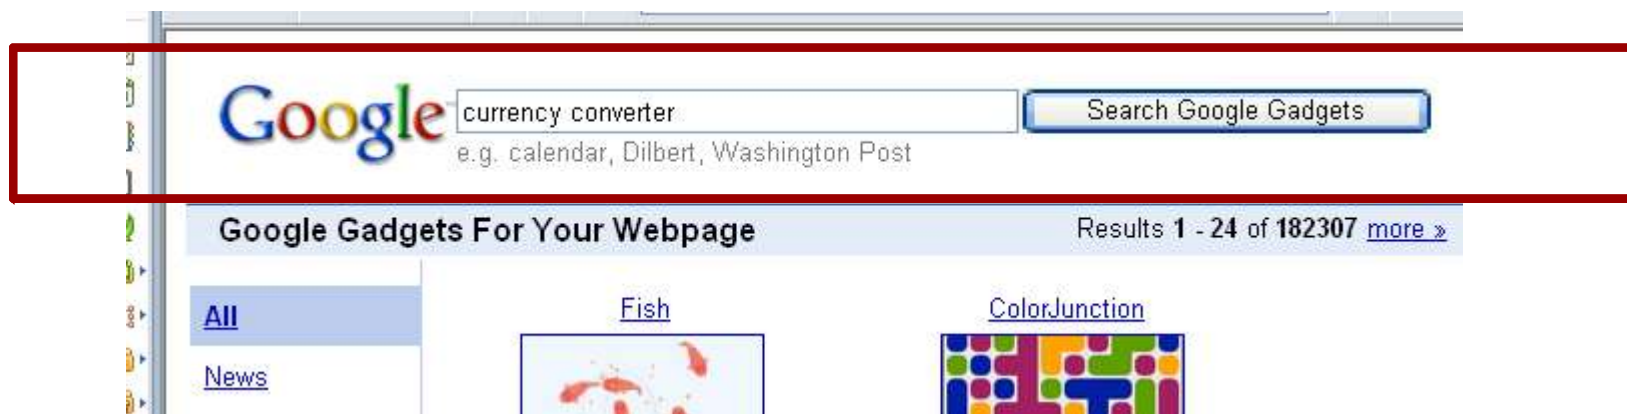 Google currency converter Search Google Gadgets
e.g. calendar, Dilbert, Washington Post
Google Gadgets For Your Webpage Results 1 - 24 of 182307 more »
All Fish ColorJunction
News